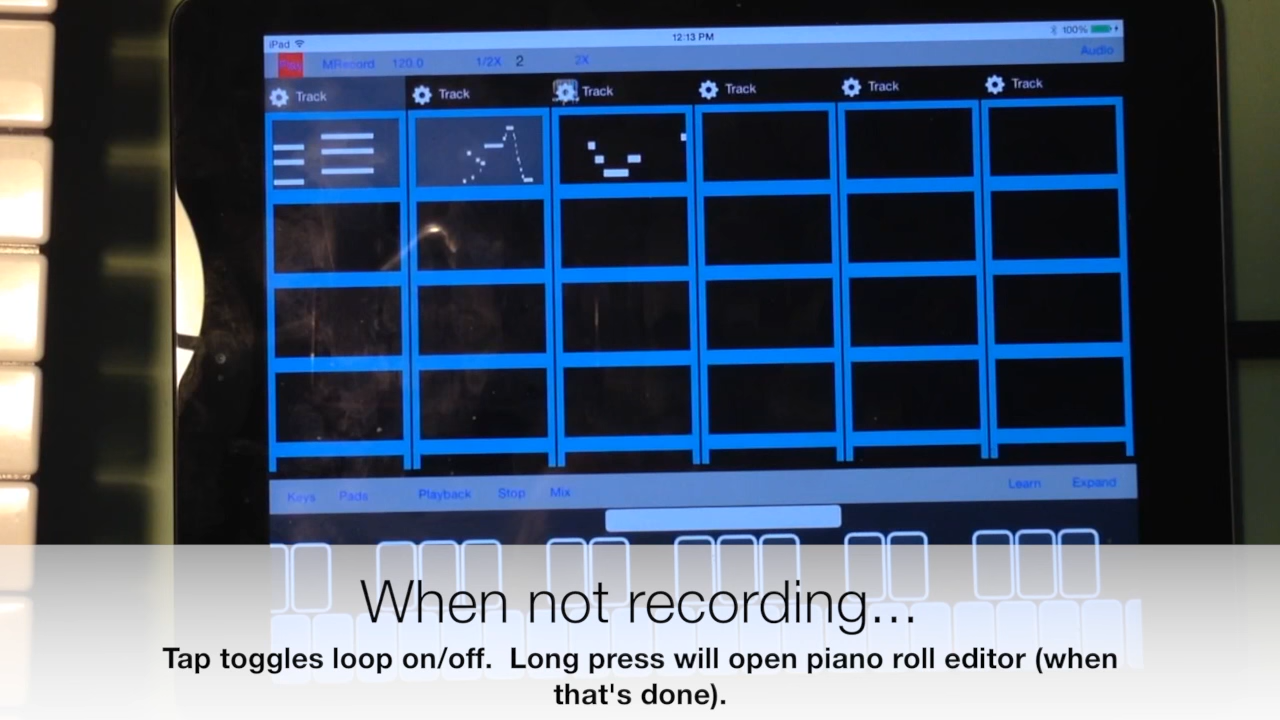 iPad 12:13 PM 100%
Play MRecord 120.0 1/2X 2 2X Audio
Track Track Track Track Track Track
Keys Pads Playback Stop Mix Learn Expand
When not recording...
Tap toggles loop on/off.  Long press will open piano roll editor (when
that's done).